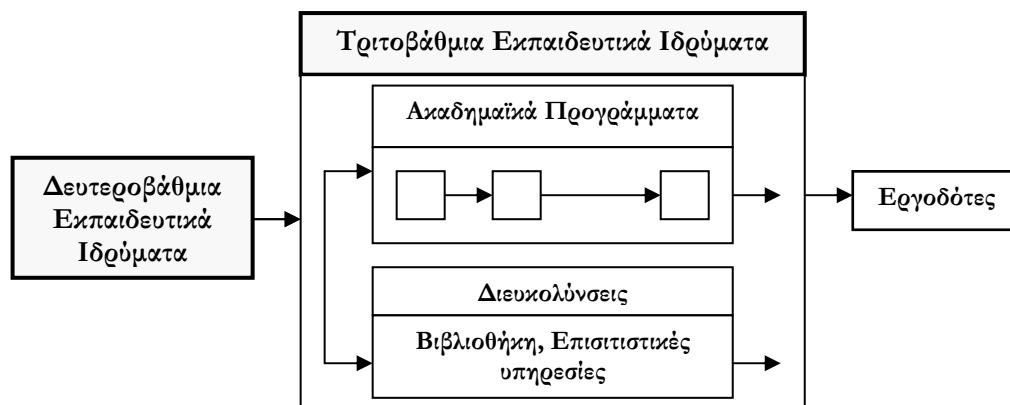 Τριτοβάθμια Εκπαιδευτικά Ιδρύματα
Ακαδημαϊκά Προγράμματα
Δευτεροβάθμια
Εκπαιδευτικά
Ιδρύματα
Εργοδότες
Διευκολύνσεις
Βιβλιοθήκη, Επισιτιστικές
υπηρεσίες